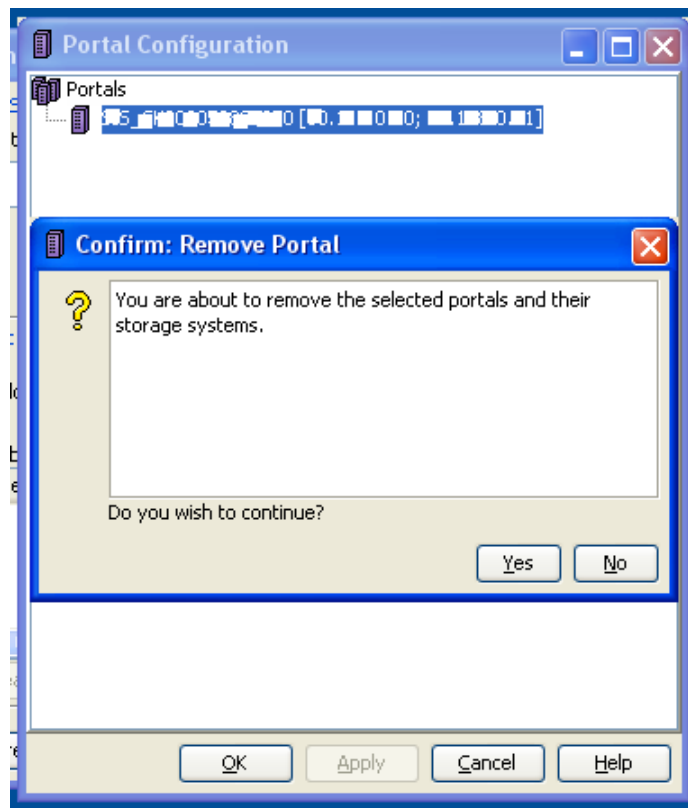 Portal Configuration
Portals
Confirm: Remove Portal
You are about to remove the selected portals and their
storage systems.
Do you wish to continue?
Yes
No
OK
Apply
Cancel
Help